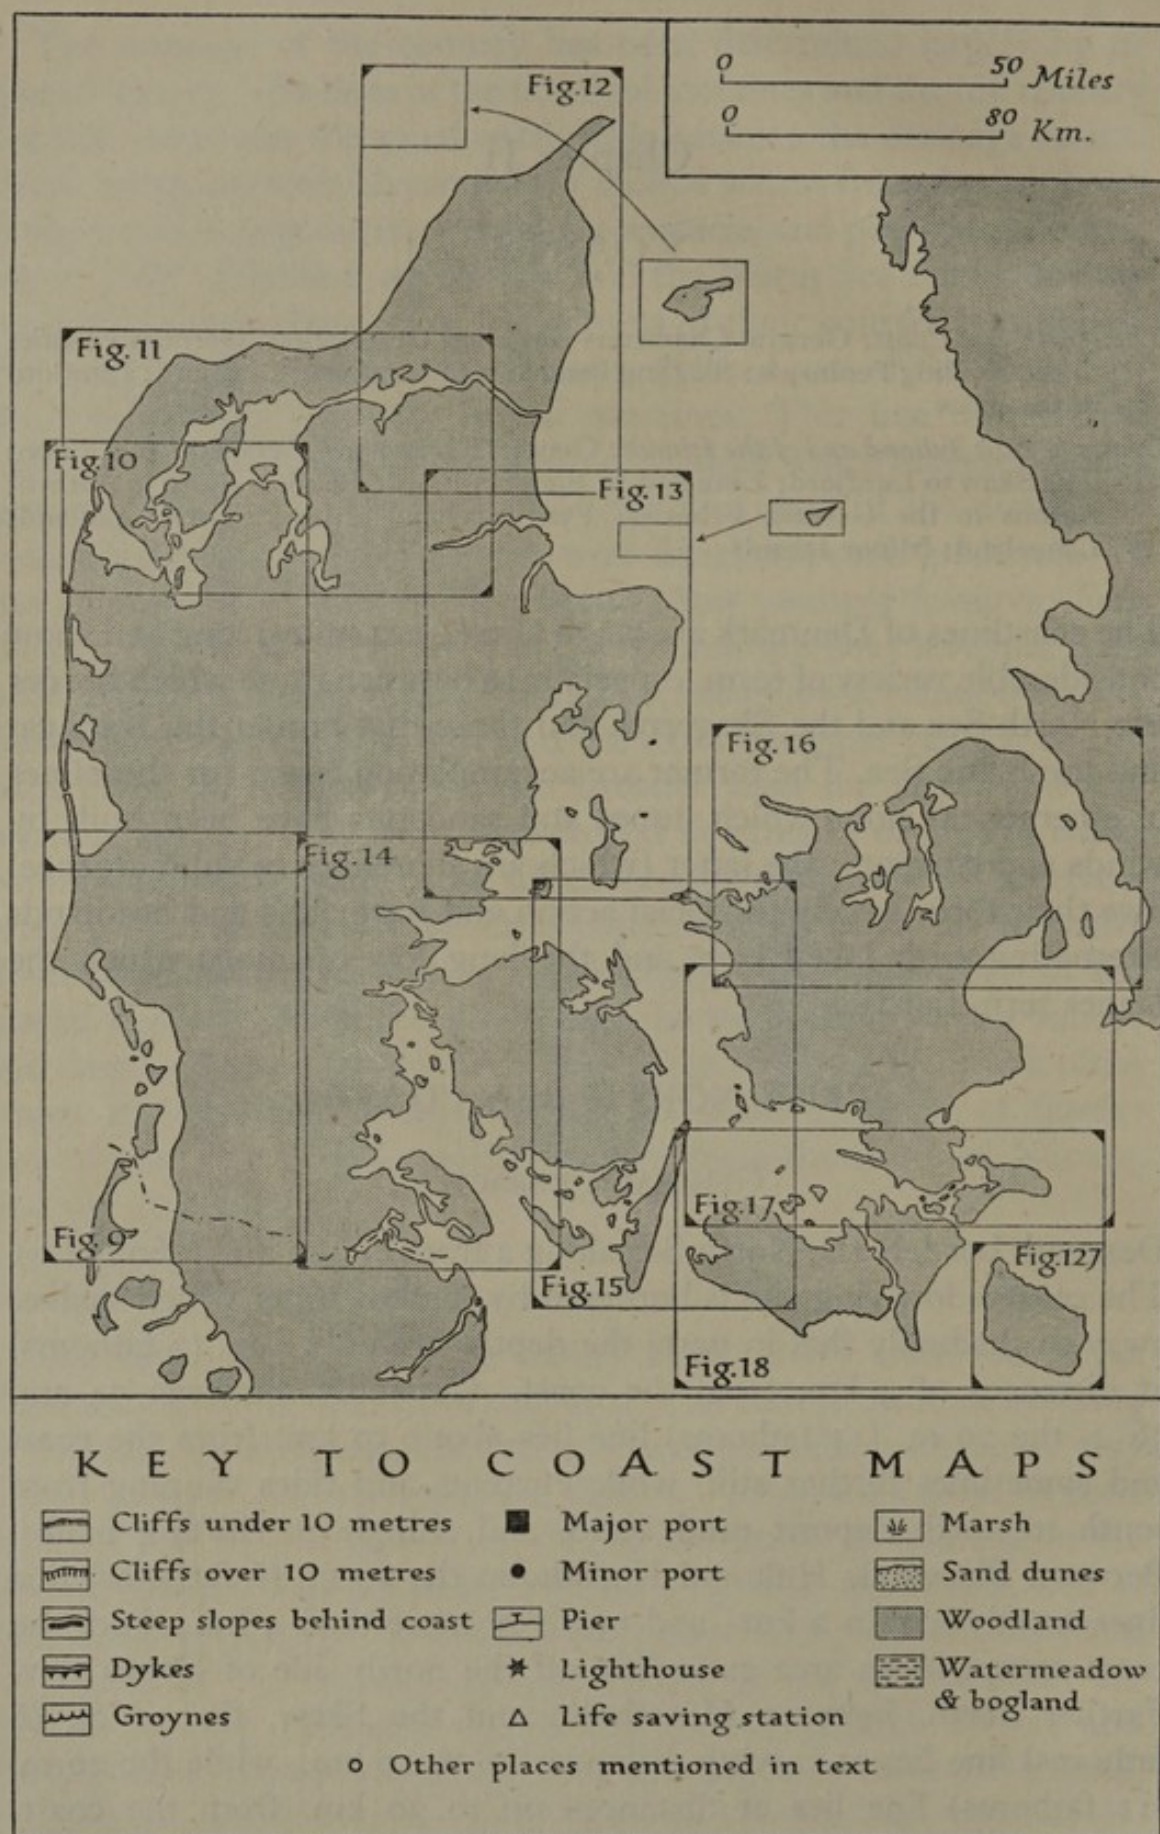 0 50 Miles
0 80 Km.
Fig.12
Fig.11
Fig.10
Fig.13
Fig.16
Fig.14
Fig.17
Fig.9
Fig.127
Fig.15
Fig.18
KEY TO COAST MAPS
Cliffs under 10 metres
Cliffs over 10 metres
Steep slopes behind coast
Dykes
Groynes
Major port
Minor port
Pier
Lighthouse
Life saving station
Marsh
Sand dunes
Woodland
Watermeadow
& bogland
Other places mentioned in text